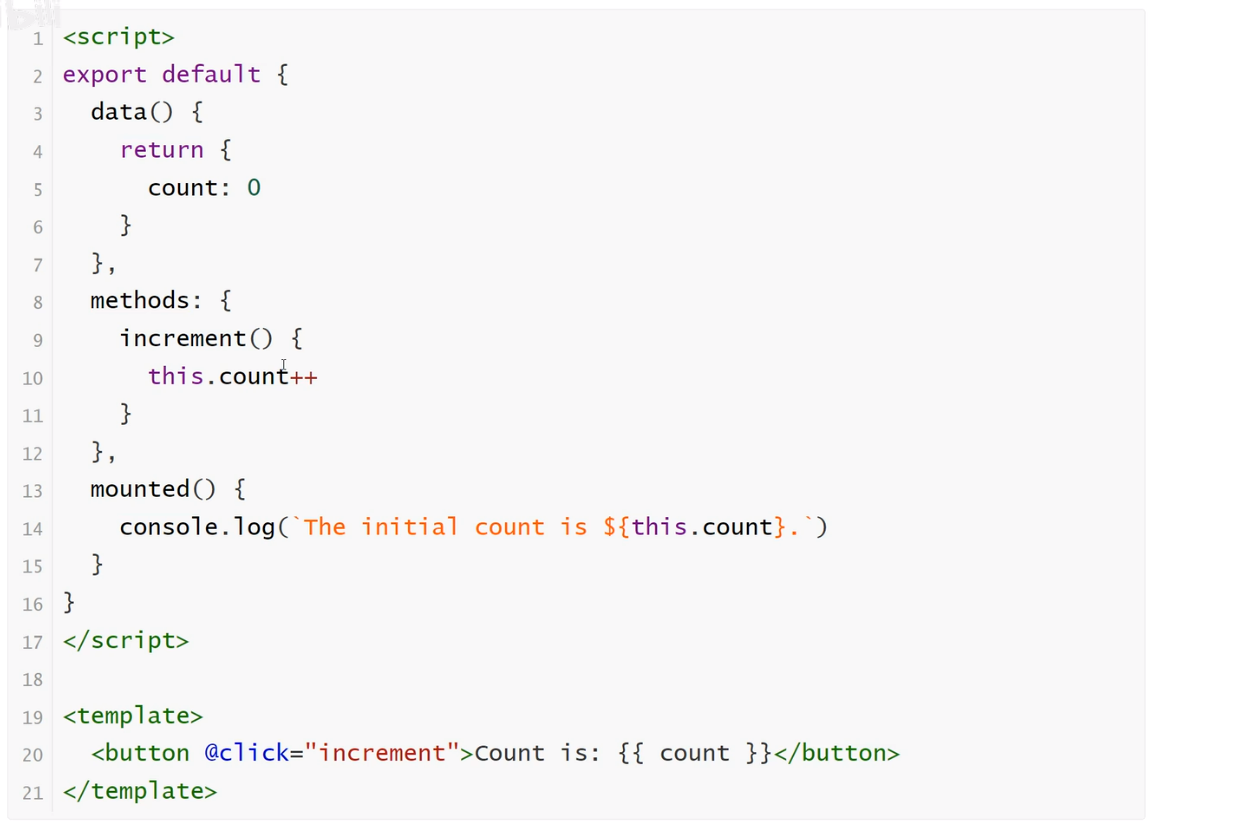 1 <script>
2 export default {
3   data() {
4     return {
5       count: 0
6     }
7   },
8   methods: {
9     increment() {
10       this.count++
11     }
12   },
13   mounted() {
14     console.log(`The initial count is ${this.count}.`)
15   }
16 }
17 </script>
18
19 <template>
20   <button @click="increment">Count is: {{ count }}</button>
21 </template>